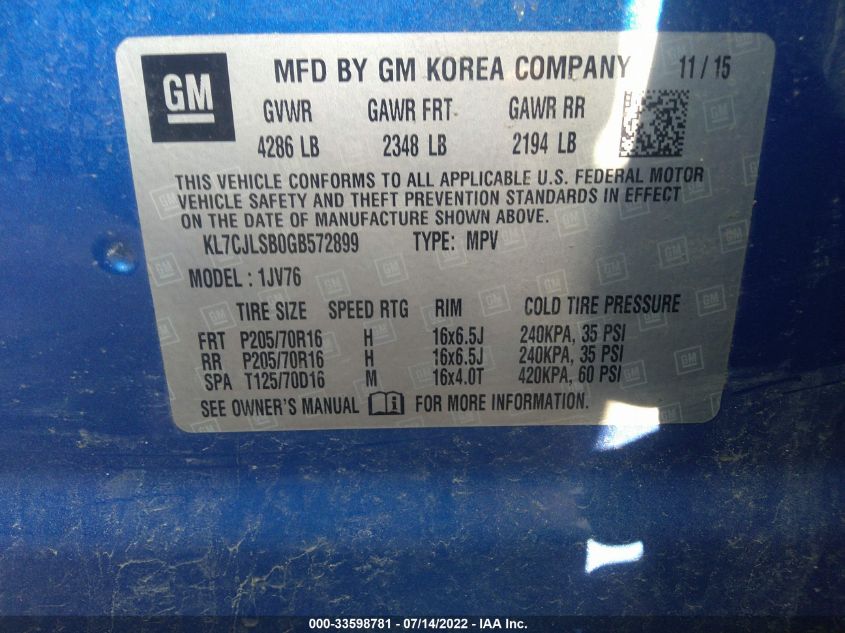 GM
MFD BY GM KOREA COMPANY 11 / 15
GVWR GAWR FRT GAWR RR
4286 LB 2348 LB 2194 LB
THIS VEHICLE CONFORMS TO ALL APPLICABLE U.S. FEDERAL MOTOR
VEHICLE SAFETY AND THEFT PREVENTION STANDARDS IN EFFECT
ON THE DATE OF MANUFACTURE SHOWN ABOVE.
KL7CJLSB0GB572899 TYPE: MPV
MODEL : 1JV76
TIRE SIZE SPEED RTG RIM COLD TIRE PRESSURE
FRT P205/70R16 H 16x6.5J 240KPA, 35 PSI
RR P205/70R16 H 16x6.5J 240KPA, 35 PSI
SPA T125/70D16 M 16x4.0T 420KPA, 60 PSI
SEE OWNER'S MANUAL FOR MORE INFORMATION.
000-33598781 - 07/14/2022 - IAA Inc.